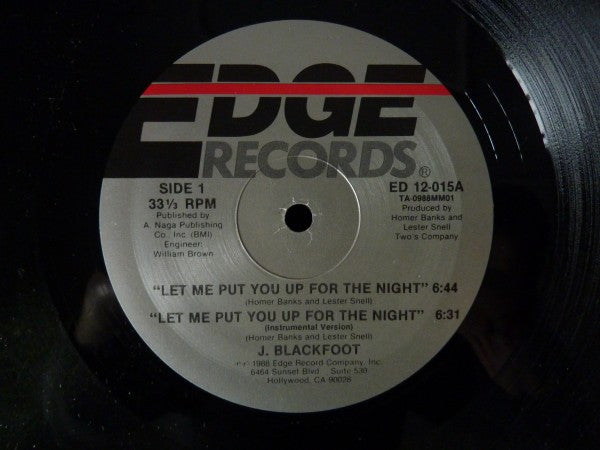 EDGE
RECORDS®
SIDE 1
33⅓ RPM
Published by
A. Naga Publishing
Co., Inc. (BMI)
Engineer:
William Brown
ED 12-015A
TA-0988MM01
Produced by
Homer Banks and
Lester Snell
Two's Company
"LET ME PUT YOU UP FOR THE NIGHT" 6:44
(Homer Banks and Lester Snell)
"LET ME PUT YOU UP FOR THE NIGHT" 6:31
(Instrumental Version)
(Homer Banks and Lester Snell)
J. BLACKFOOT
1988 Edge Record Company, Inc.
6464 Sunset Blvd. Suite 530
Hollywood, CA 90028